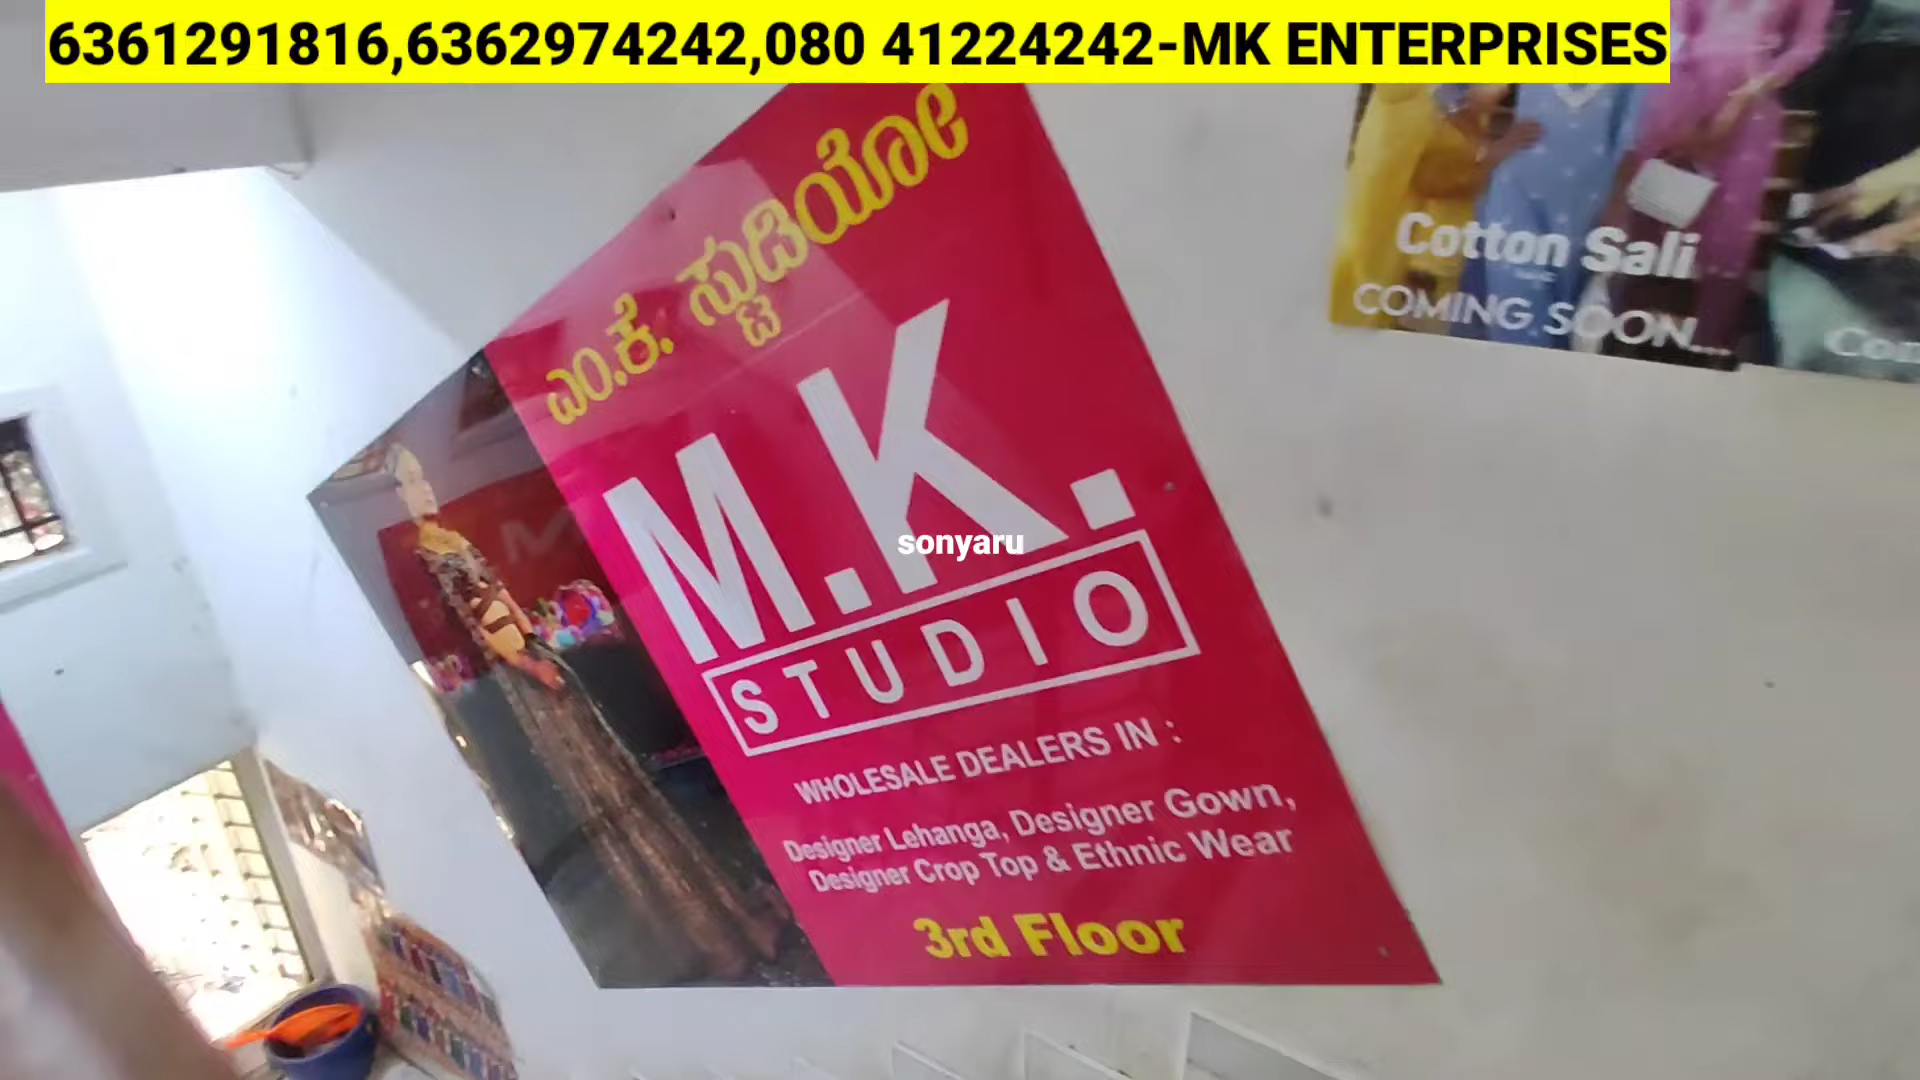 6361291816,6362974242,080 41224242-MK ENTERPRISES
ಎಂ.ಕೆ. ಸ್ಟುಡಿಯೋ
M.K.
sonyaru
STUDIO
WHOLESALE DEALERS IN :
Designer Lehanga, Designer Gown,
Designer Crop Top & Ethnic Wear
3rd Floor
Cotton Sali
COMING SOON...